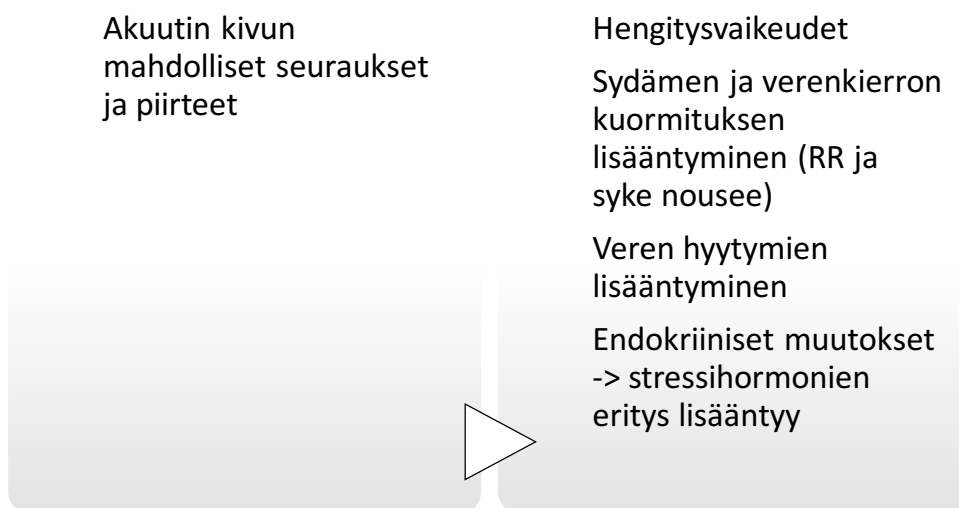 Akuutin kivun
mahdolliset seuraukset
ja piirteet
Hengitysvaikeudet
Sydämen ja verenkierron
kuormituksen
lisääntyminen (RR ja
syke nousee)
Veren hyytymien
lisääntyminen
Endokriiniset muutokset
-> stressihormonien
eritys lisääntyy